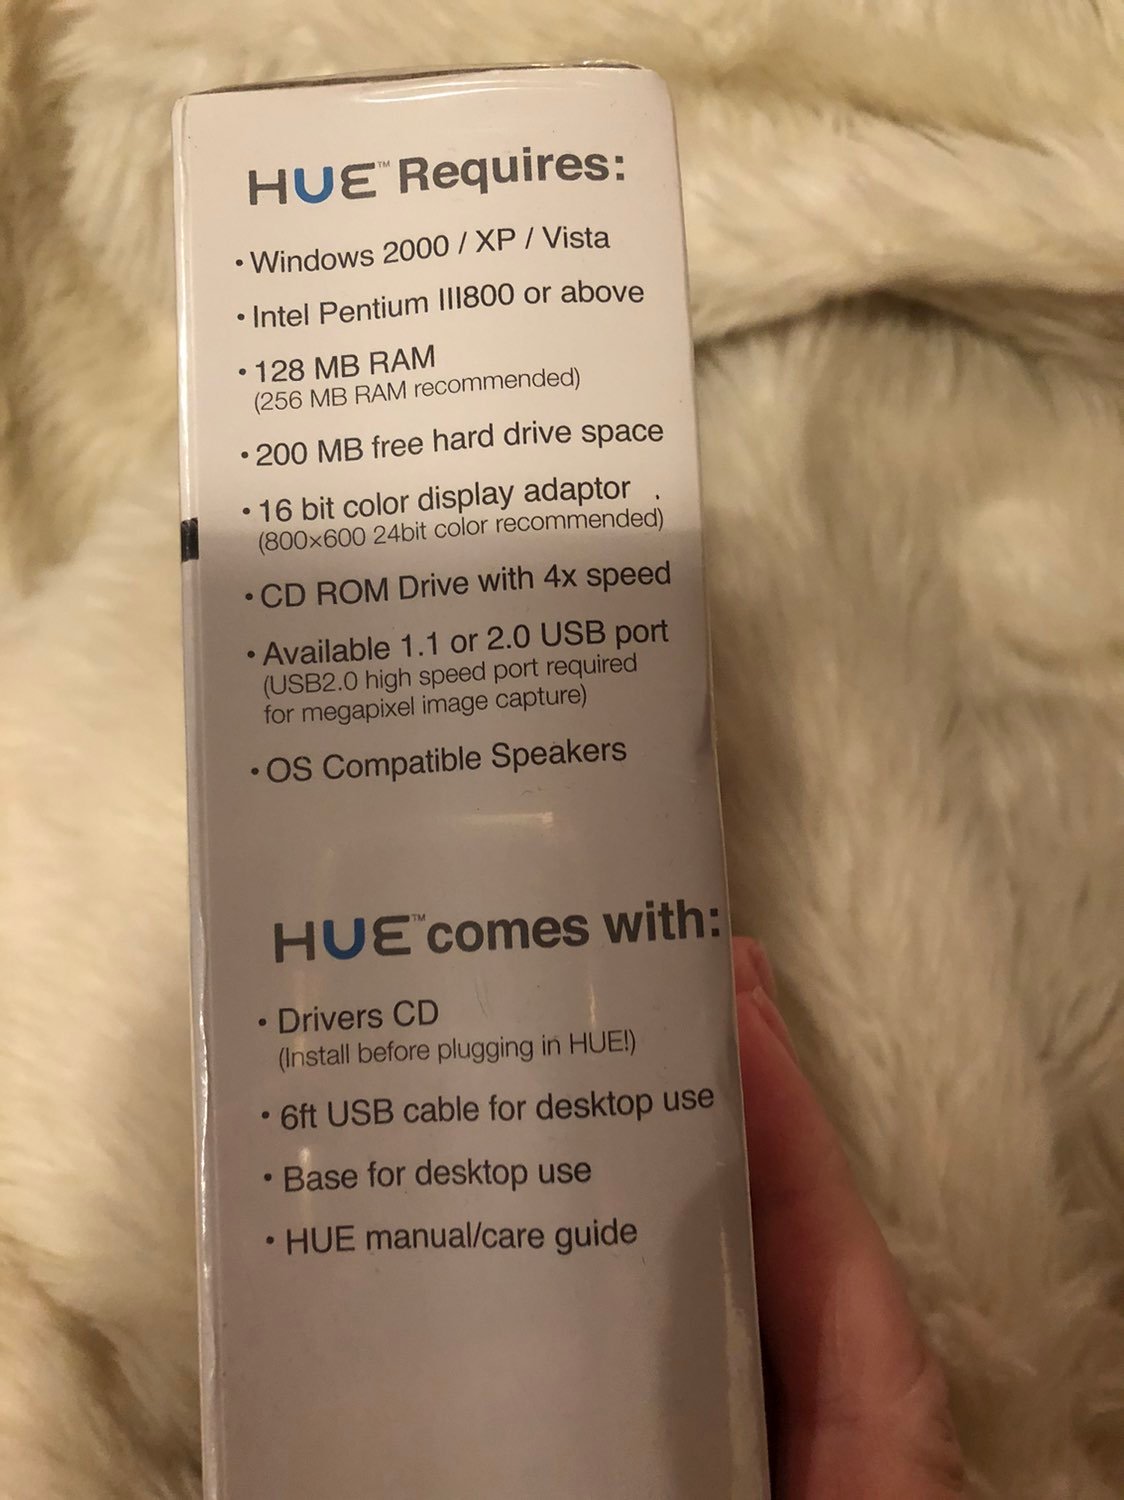 HUE™ Requires:
• Windows 2000 / XP / Vista
• Intel Pentium III800 or above
• 128 MB RAM
(256 MB RAM recommended)
• 200 MB free hard drive space
• 16 bit color display adaptor .
(800×600 24bit color recommended)
• CD ROM Drive with 4x speed
• Available 1.1 or 2.0 USB port
(USB2.0 high speed port required
for megapixel image capture)
• OS Compatible Speakers
HUE™ comes with:
• Drivers CD
(Install before plugging in HUE!)
• 6ft USB cable for desktop use
• Base for desktop use
• HUE manual/care guide